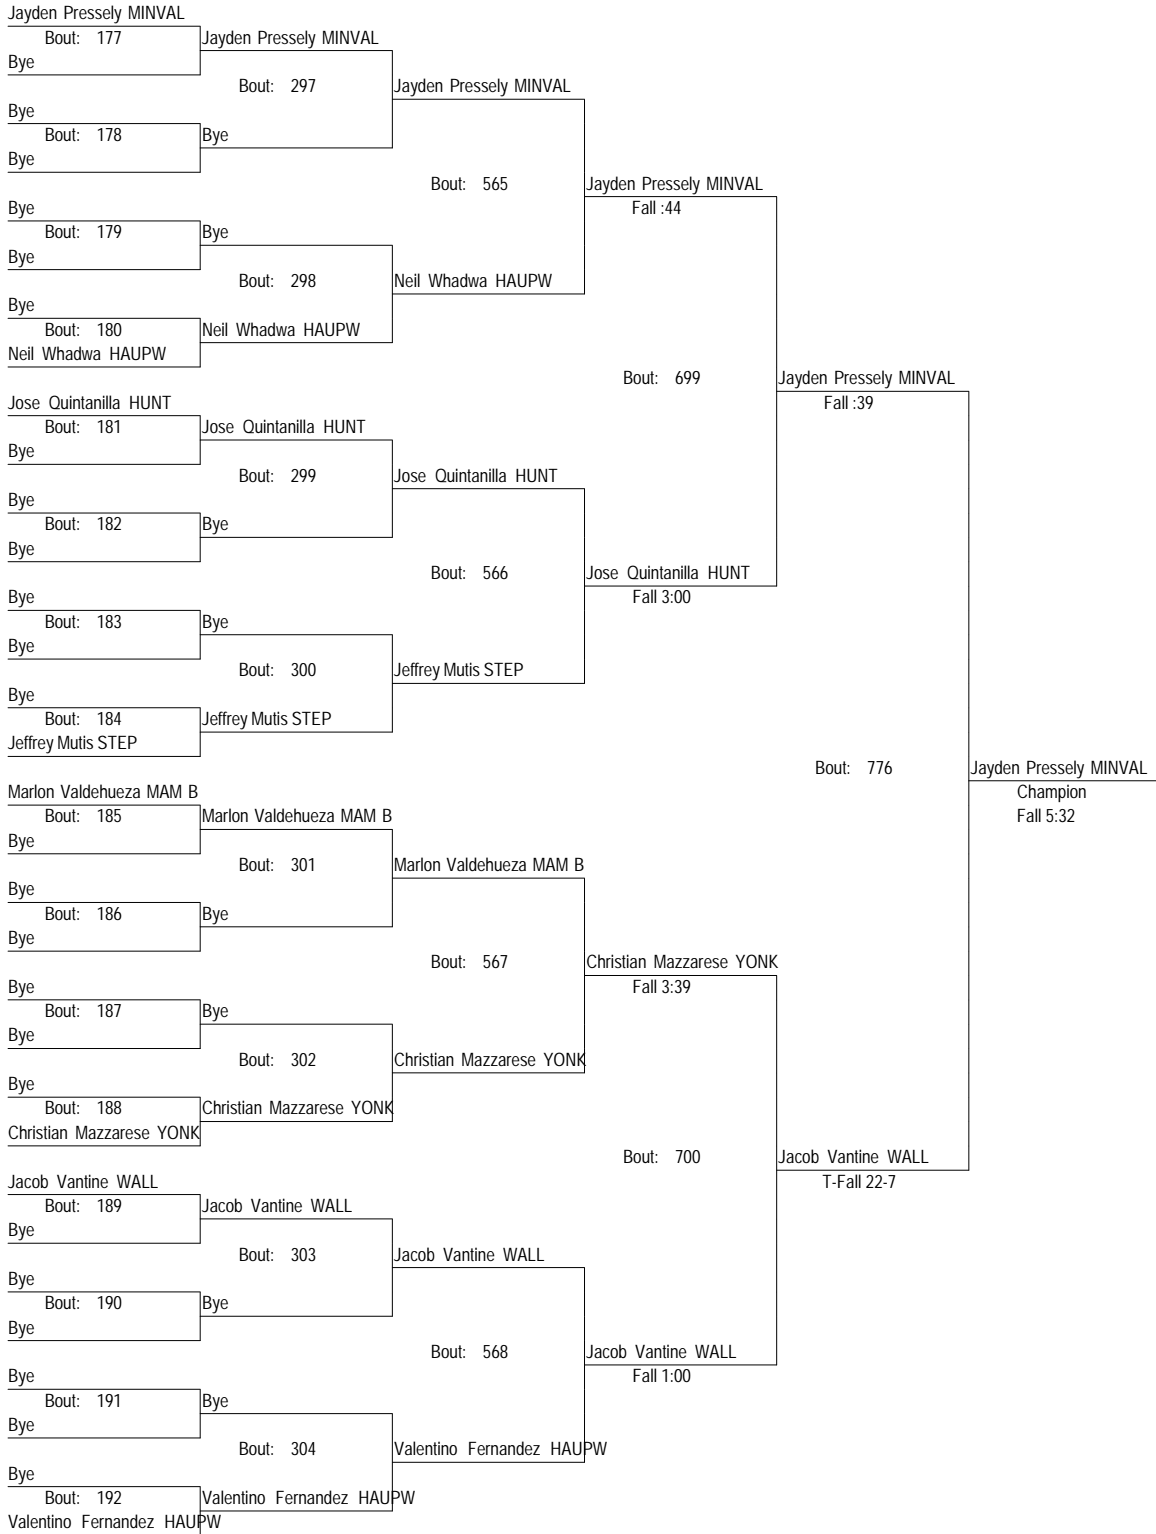 Jayden Pressely MINVAL
Bout: 177
Jayden Pressely MINVAL
Bye
Bout: 297
Jayden Pressely MINVAL
Bye
Bout: 178
Bye
Bye
Bout: 565
Jayden Pressely MINVAL
Fall :44
Bye
Bout: 179
Bye
Bye
Bout: 298
Neil Whadwa HAUPW
Bye
Bout: 180
Neil Whadwa HAUPW
Neil Whadwa HAUPW
Bout: 699
Jayden Pressely MINVAL
Fall :39
Jose Quintanilla HUNT
Bout: 181
Jose Quintanilla HUNT
Bye
Bout: 299
Jose Quintanilla HUNT
Bye
Bout: 182
Bye
Bye
Bout: 566
Jose Quintanilla HUNT
Fall 3:00
Bye
Bout: 183
Bye
Bye
Bout: 300
Jeffrey Mutis STEP
Bye
Bout: 184
Jeffrey Mutis STEP
Jeffrey Mutis STEP
Bout: 776
Jayden Pressely MINVAL
Champion
Fall 5:32
Marlon Valdehueza MAM B
Bout: 185
Marlon Valdehueza MAM B
Bye
Bout: 301
Marlon Valdehueza MAM B
Bye
Bout: 186
Bye
Bye
Bout: 567
Christian Mazzarese YONK
Fall 3:39
Bye
Bout: 187
Bye
Bye
Bout: 302
Christian Mazzarese YONK
Bye
Bout: 188
Christian Mazzarese YONK
Christian Mazzarese YONK
Bout: 700
Jacob Vantine WALL
T-Fall 22-7
Jacob Vantine WALL
Bout: 189
Jacob Vantine WALL
Bye
Bout: 303
Jacob Vantine WALL
Bye
Bout: 190
Bye
Bye
Bout: 568
Jacob Vantine WALL
Fall 1:00
Bye
Bout: 191
Bye
Bye
Bout: 304
Valentino Fernandez HAUPW
Bye
Bout: 192
Valentino Fernandez HAUPW
Valentino Fernandez HAUPW